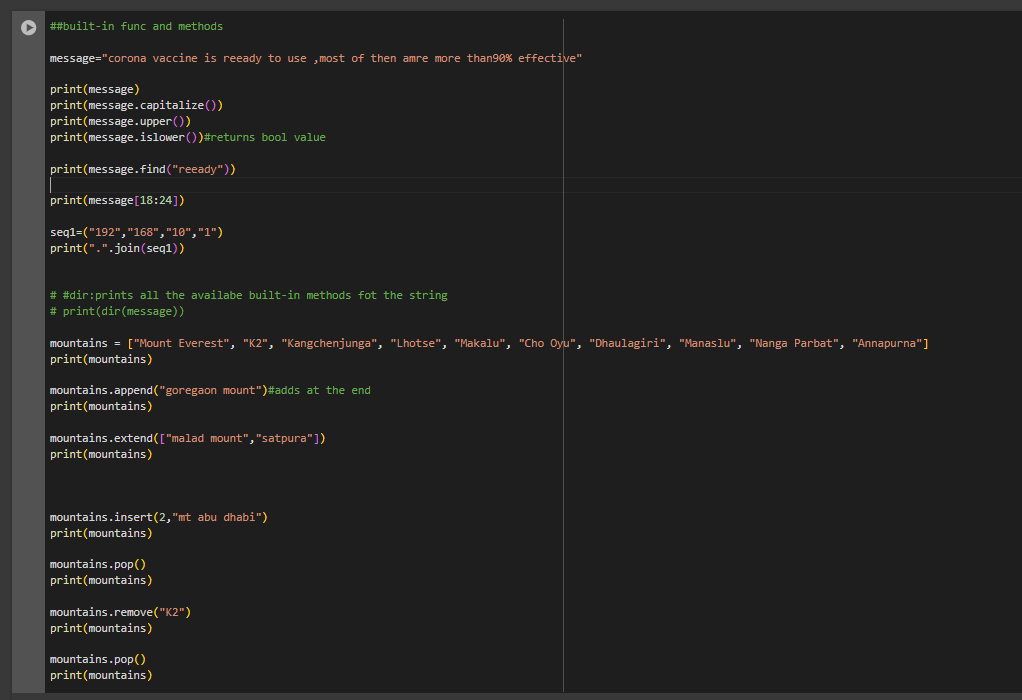 ##built-in func and methods
message="corona vaccine is reeady to use ,most of then amre more than90% effective"
print(message)
print(message.capitalize())
print(message.upper())
print(message.islower())#returns bool value
print(message.find("reeady"))
print(message[18:24])
seq1=("192","168","10","1")
print(".".join(seq1))
# #dir:prints all the availabe built-in methods fot the string
# print(dir(message))
mountains = ["Mount Everest", "K2", "Kangchenjunga", "Lhotse", "Makalu", "Cho Oyu", "Dhaulagiri", "Manaslu", "Nanga Parbat", "Annapurna"]
print(mountains)
mountains.append("goregaon mount")#adds at the end
print(mountains)
mountains.extend(["malad mount","satpura"])
print(mountains)
mountains.insert(2,"mt abu dhabi")
print(mountains)
mountains.pop()
print(mountains)
mountains.remove("K2")
print(mountains)
mountains.pop()
print(mountains)